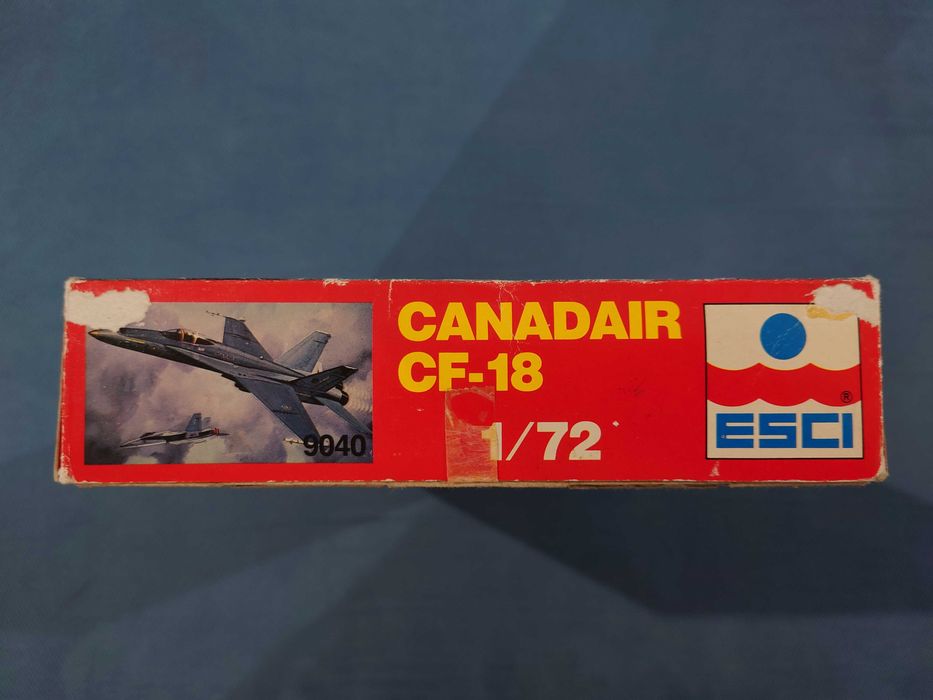 CANADAIR
CF-18
1/72
9040
ESCI
®